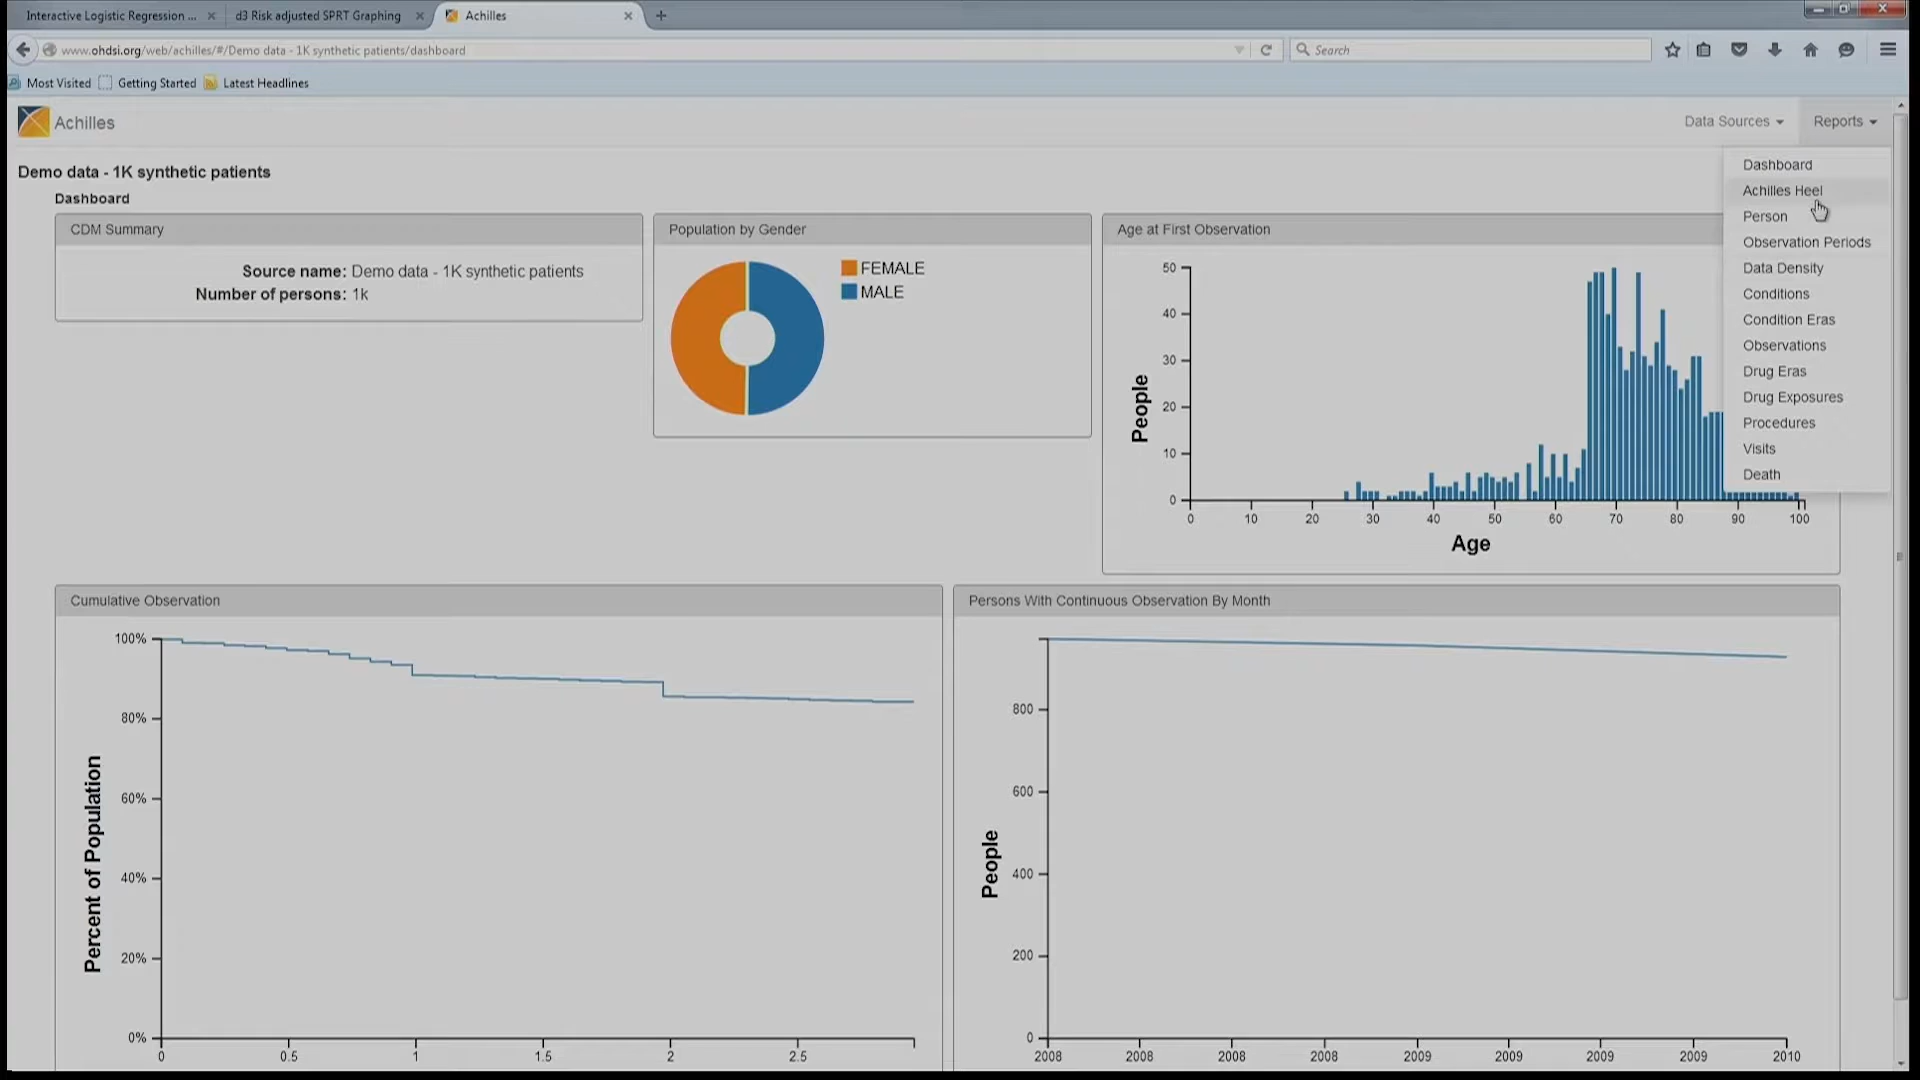 Interactive Logistic Regression ...
d3 Risk adjusted SPRT Graphing
Achilles
www.ohdsi.org/web/achilles/#/Demo data - 1K synthetic patients/dashboard
Search
Most Visited
Getting Started
Latest Headlines
Achilles
Data Sources
Reports
Demo data - 1K synthetic patients
Dashboard
Dashboard
Achilles Heel
Person
Observation Periods
Data Density
Conditions
Condition Eras
Observations
Drug Eras
Drug Exposures
Procedures
Visits
Death
CDM Summary
Source name: Demo data - 1K synthetic patients
Number of persons: 1k
Population by Gender
FEMALE
MALE
Age at First Observation
People
50
40
30
20
10
0
0 10 20 30 40 50 60 70 80 90 100
Age
Cumulative Observation
Percent of Population
100%
80%
60%
40%
20%
0%
0 0.5 1 1.5 2 2.5
Persons With Continuous Observation By Month
People
800
600
400
200
0
2008 2008 2008 2008 2009 2009 2009 2009 2010